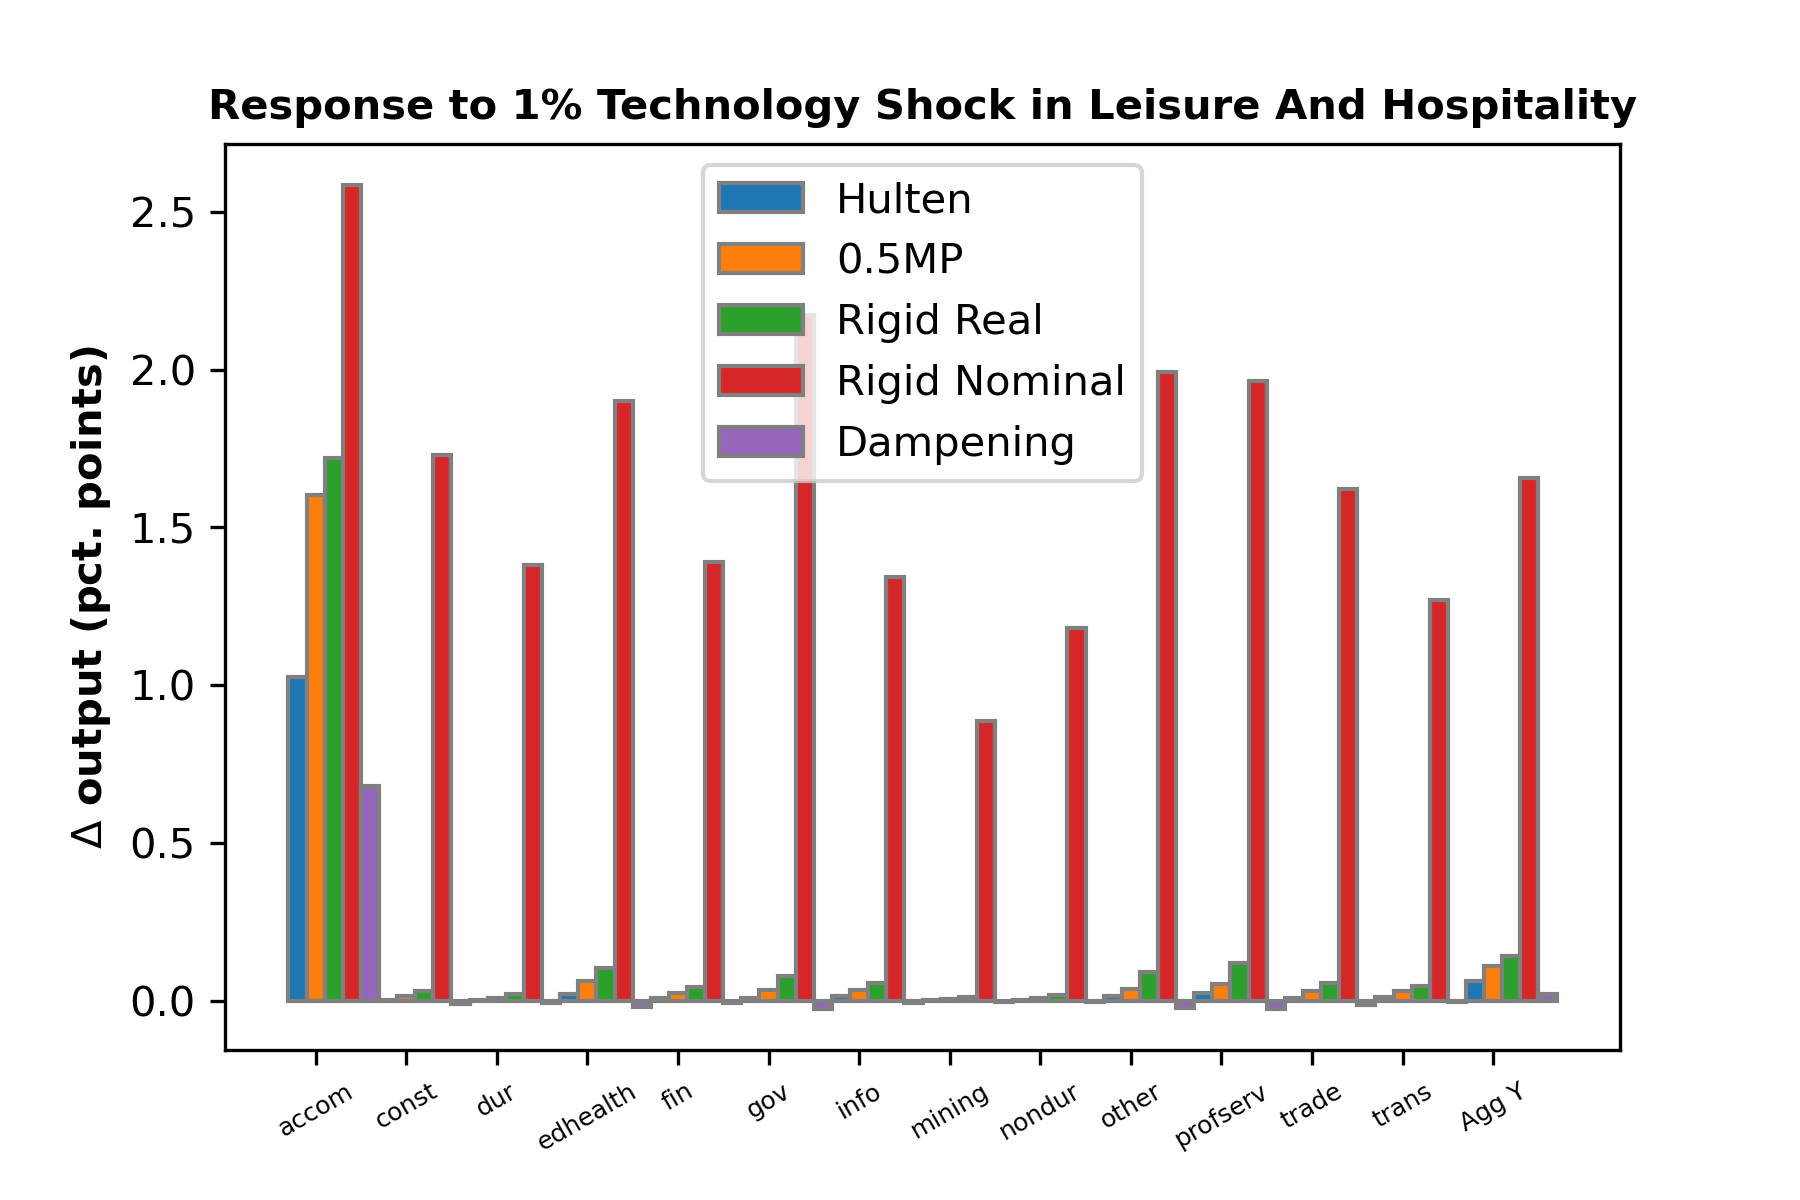 Response to 1% Technology Shock in Leisure And Hospitality
Δ output (pct. points)
2.5
2.0
1.5
1.0
0.5
0.0
Hulten
0.5MP
Rigid Real
Rigid Nominal
Dampening
accom
const
dur
edhealth
fin
gov
info
mining
nondur
other
profserv
trade
trans
Agg Y